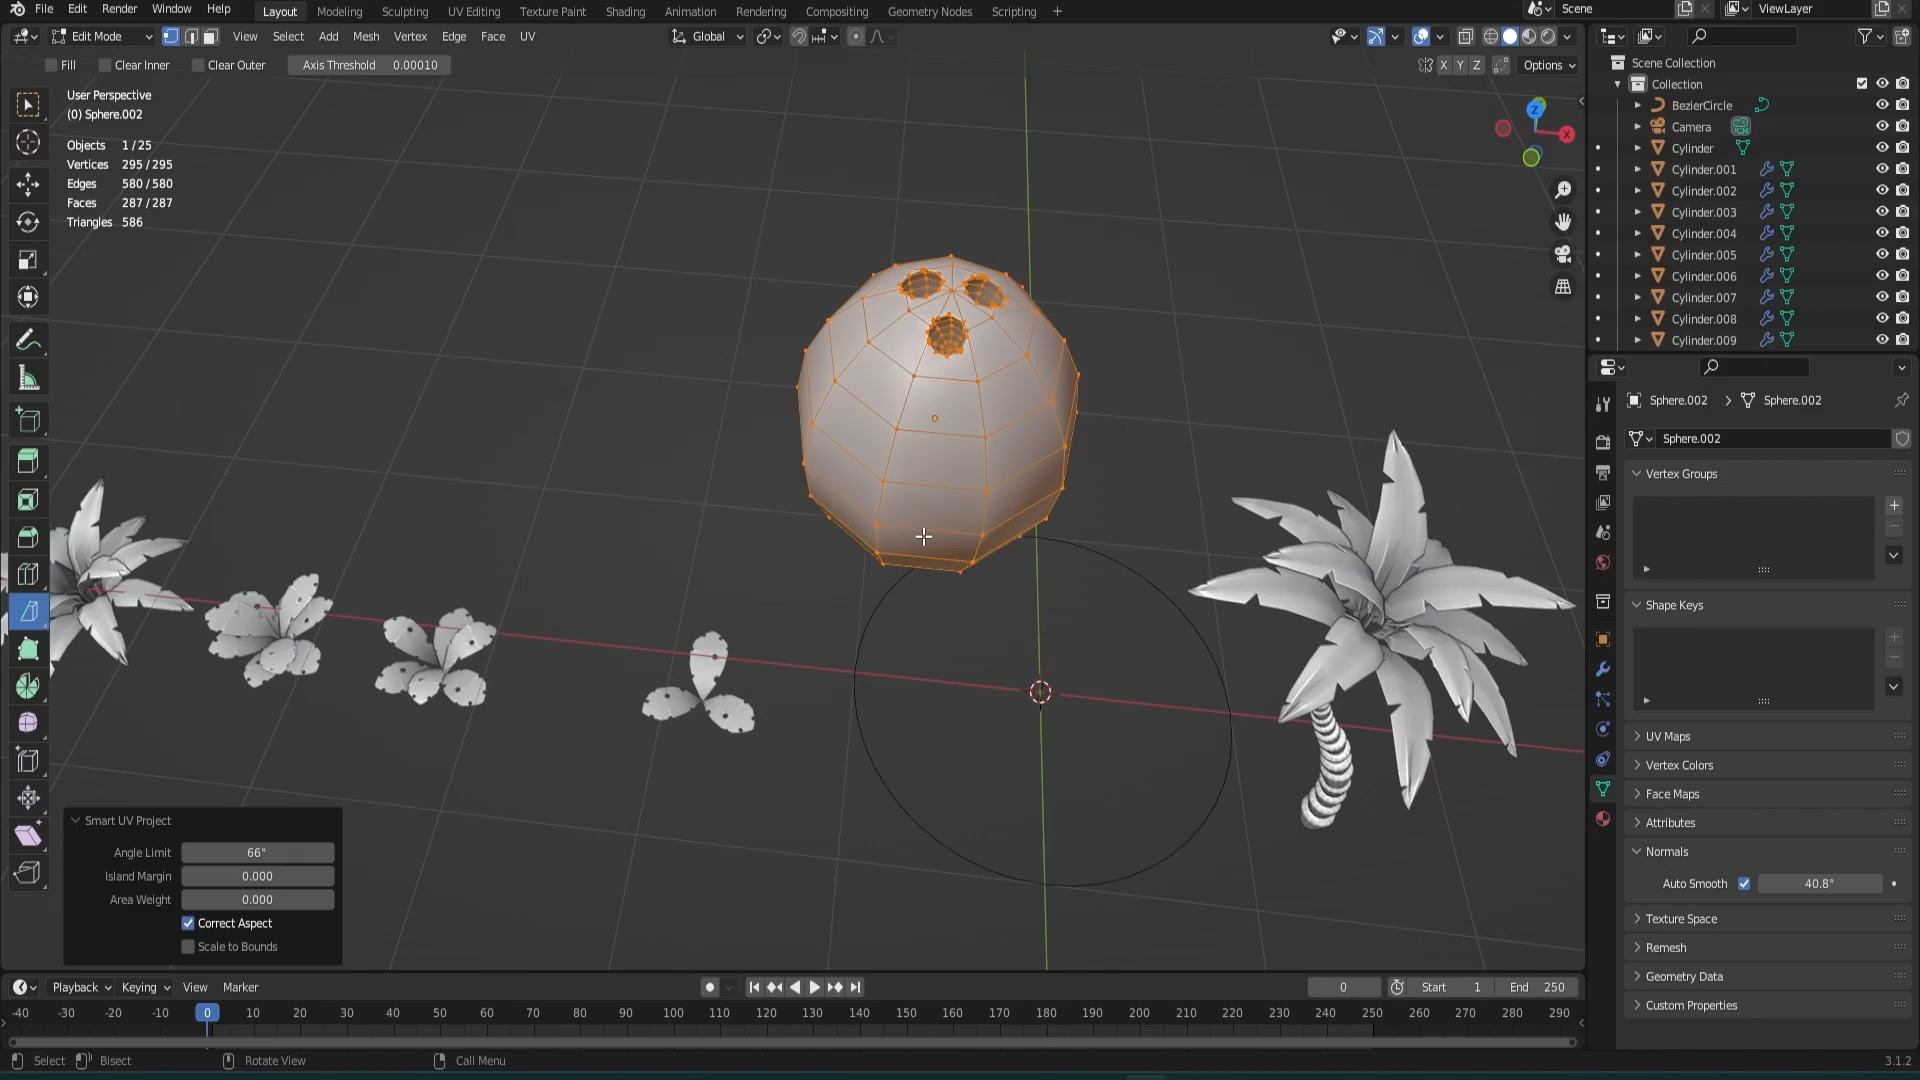 File Edit Render Window Help
Layout Modeling Sculpting UV Editing Texture Paint Shading Animation Rendering Compositing Geometry Nodes Scripting +
Scene
ViewLayer
Edit Mode
View Select Add Mesh Vertex Edge Face UV
Global
Fill Clear Inner Clear Outer Axis Threshold 0.00010
X Y Z Options
User Perspective
(0) Sphere.002
Objects 1/25
Vertices 295/295
Edges 580/580
Faces 287/287
Triangles 586
Z
X
Scene Collection
Collection
BezierCircle
Camera
Cylinder
Cylinder.001
Cylinder.002
Cylinder.003
Cylinder.004
Cylinder.005
Cylinder.006
Cylinder.007
Cylinder.008
Cylinder.009
Sphere.002 > Sphere.002
Sphere.002
Vertex Groups
Shape Keys
UV Maps
Vertex Colors
Face Maps
Attributes
Normals
Auto Smooth 40.8°
Texture Space
Remesh
Geometry Data
Custom Properties
Smart UV Project
Angle Limit 66°
Island Margin 0.000
Area Weight 0.000
Correct Aspect
Scale to Bounds
Playback Keying View Marker
0 Start 1 End 250
-40 -30 -20 -10 0 10 20 30 40 50 60 70 80 90 100 110 120 130 140 150 160 170 180 190 200 210 220 230 240 250 260 270 280 290
Select Bisect Rotate View Call Menu
3.1.2